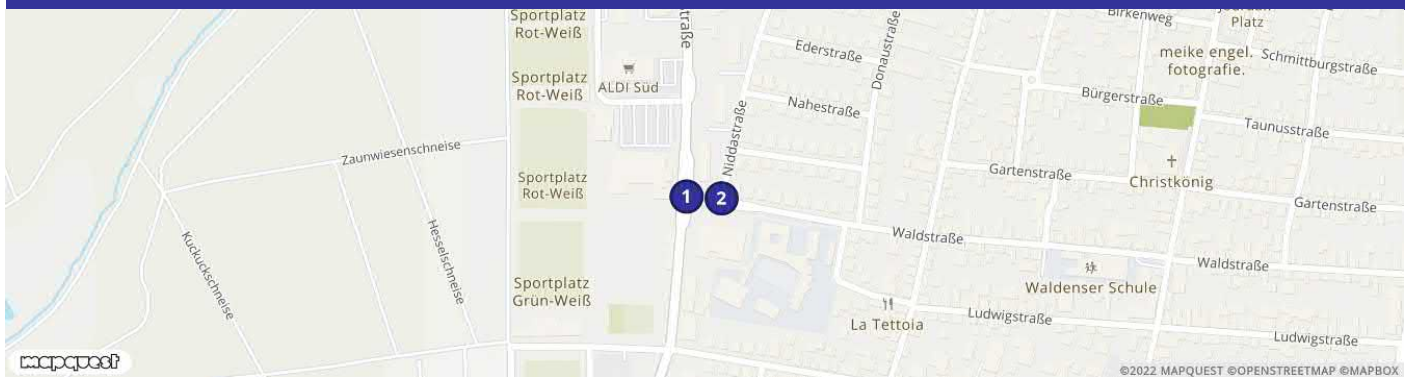 Sportplatz
Rot-Weiß
traße
Ederstraße
Donaustraße
Birkenweg
Platz
meike engel.
fotografie.
Schmittburgstraße
Sportplatz
Rot-Weiß
ALDI Süd
Nahestraße
Niddastraße
Bürgerstraße
Taunusstraße
Zaunwiesenschneise
Sportplatz
Rot-Weiß
1
2
Gartenstraße
Christkönig
Gartenstraße
Kuckuckschneise
Hesselschneise
Waldstraße
Waldstraße
Sportplatz
Grün-Weiß
Waldenser Schule
La Tettoia
Ludwigstraße
Ludwigstraße
mapquest
©2022 MAPQUEST ©OPENSTREETMAP ©MAPBOX